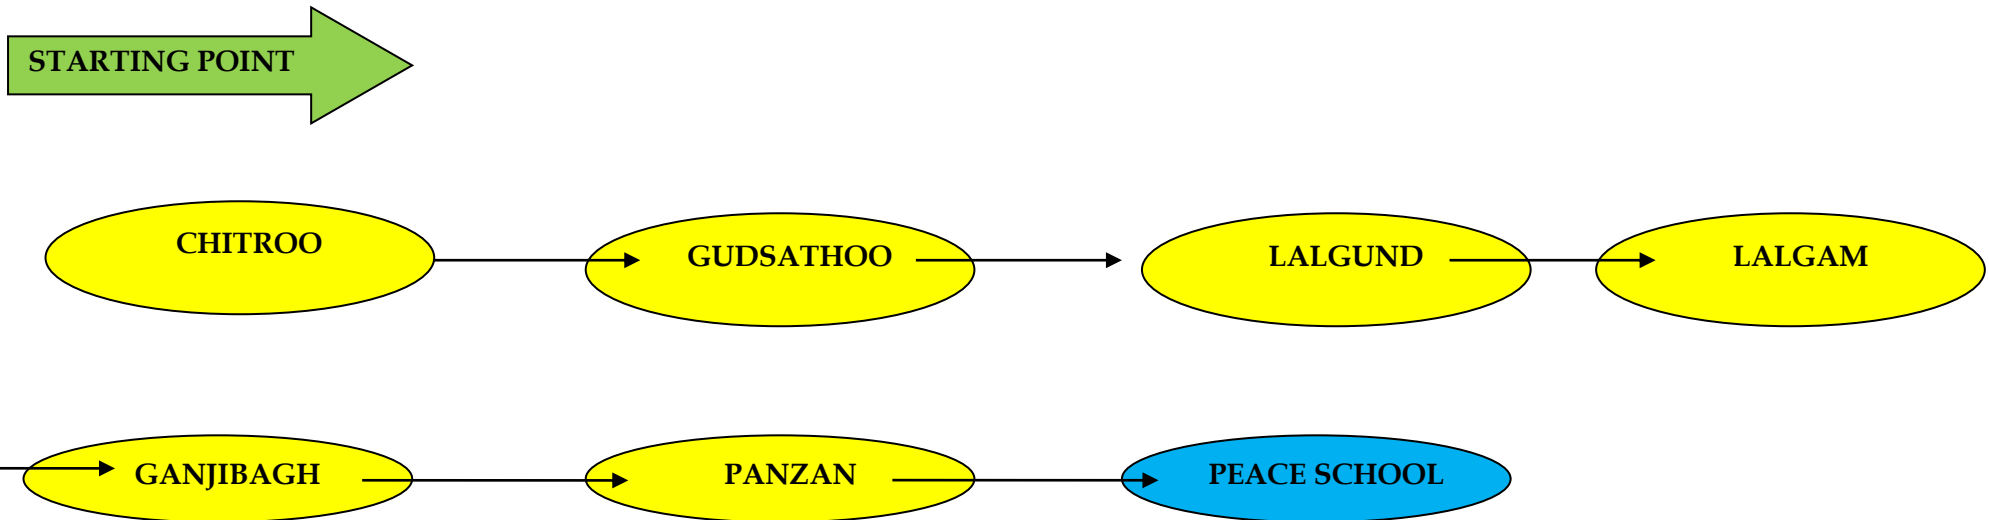 STARTING POINT
CHITROO
GUDSATHOO
LALGUND
LALGAM
GANJIBAGH
PANZAN
PEACE SCHOOL